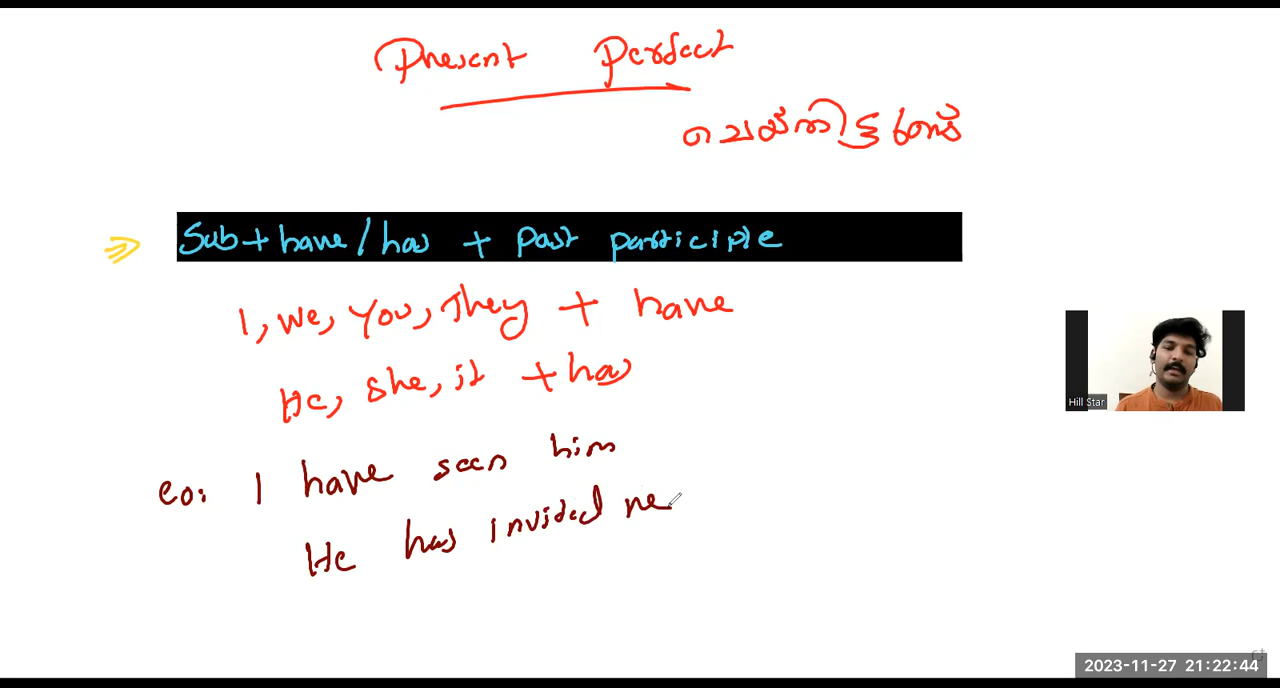 Present Perfect
ചെയ്തിട്ടുണ്ട്
Sub + have / has + Past participle
I, We, You, They + have
He, She, it + has
eg: I have seen him
He has invided me
Hill Star
2023-11-27 21:22:44